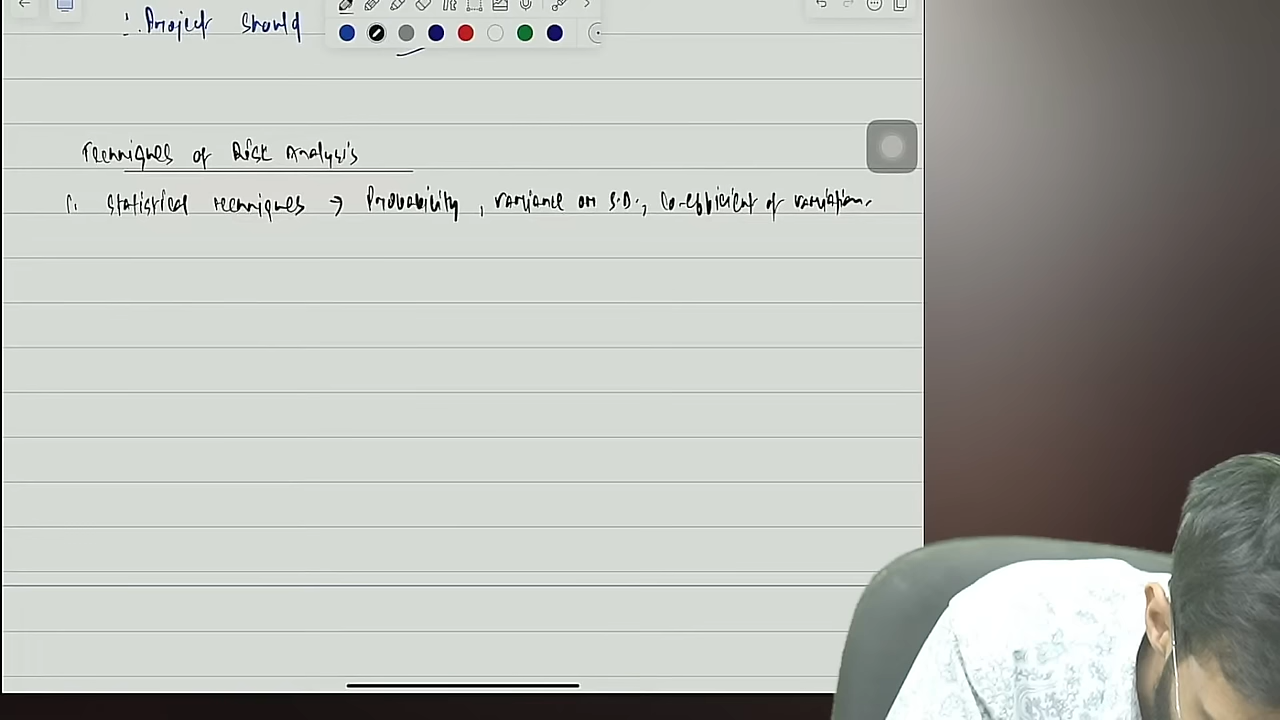 ∴ Project should
Techniques of Risk Analysis
1. Statistical techniques → Probability, variance or S.D., Co-efficient of variation.